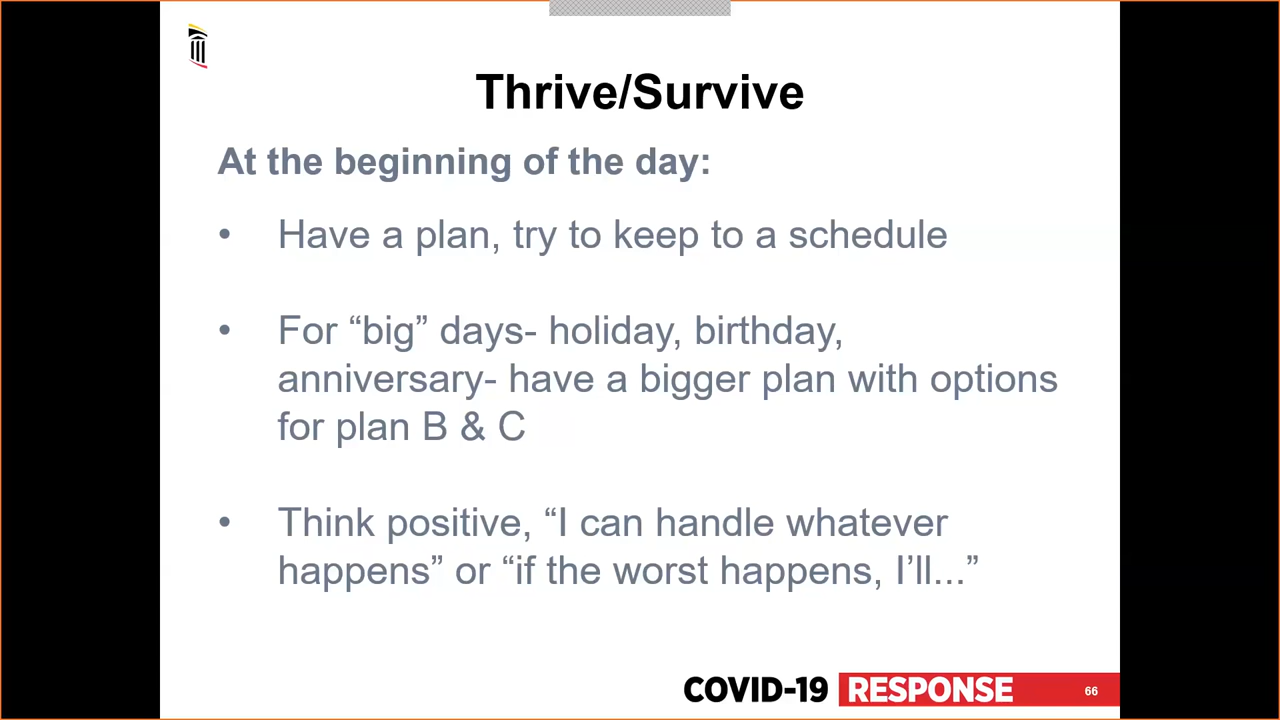 Thrive/Survive
At the beginning of the day:
• Have a plan, try to keep to a schedule
• For “big” days- holiday, birthday,
anniversary- have a bigger plan with options
for plan B & C
• Think positive, “I can handle whatever
happens” or “if the worst happens, I’ll...”
COVID-19 RESPONSE 66